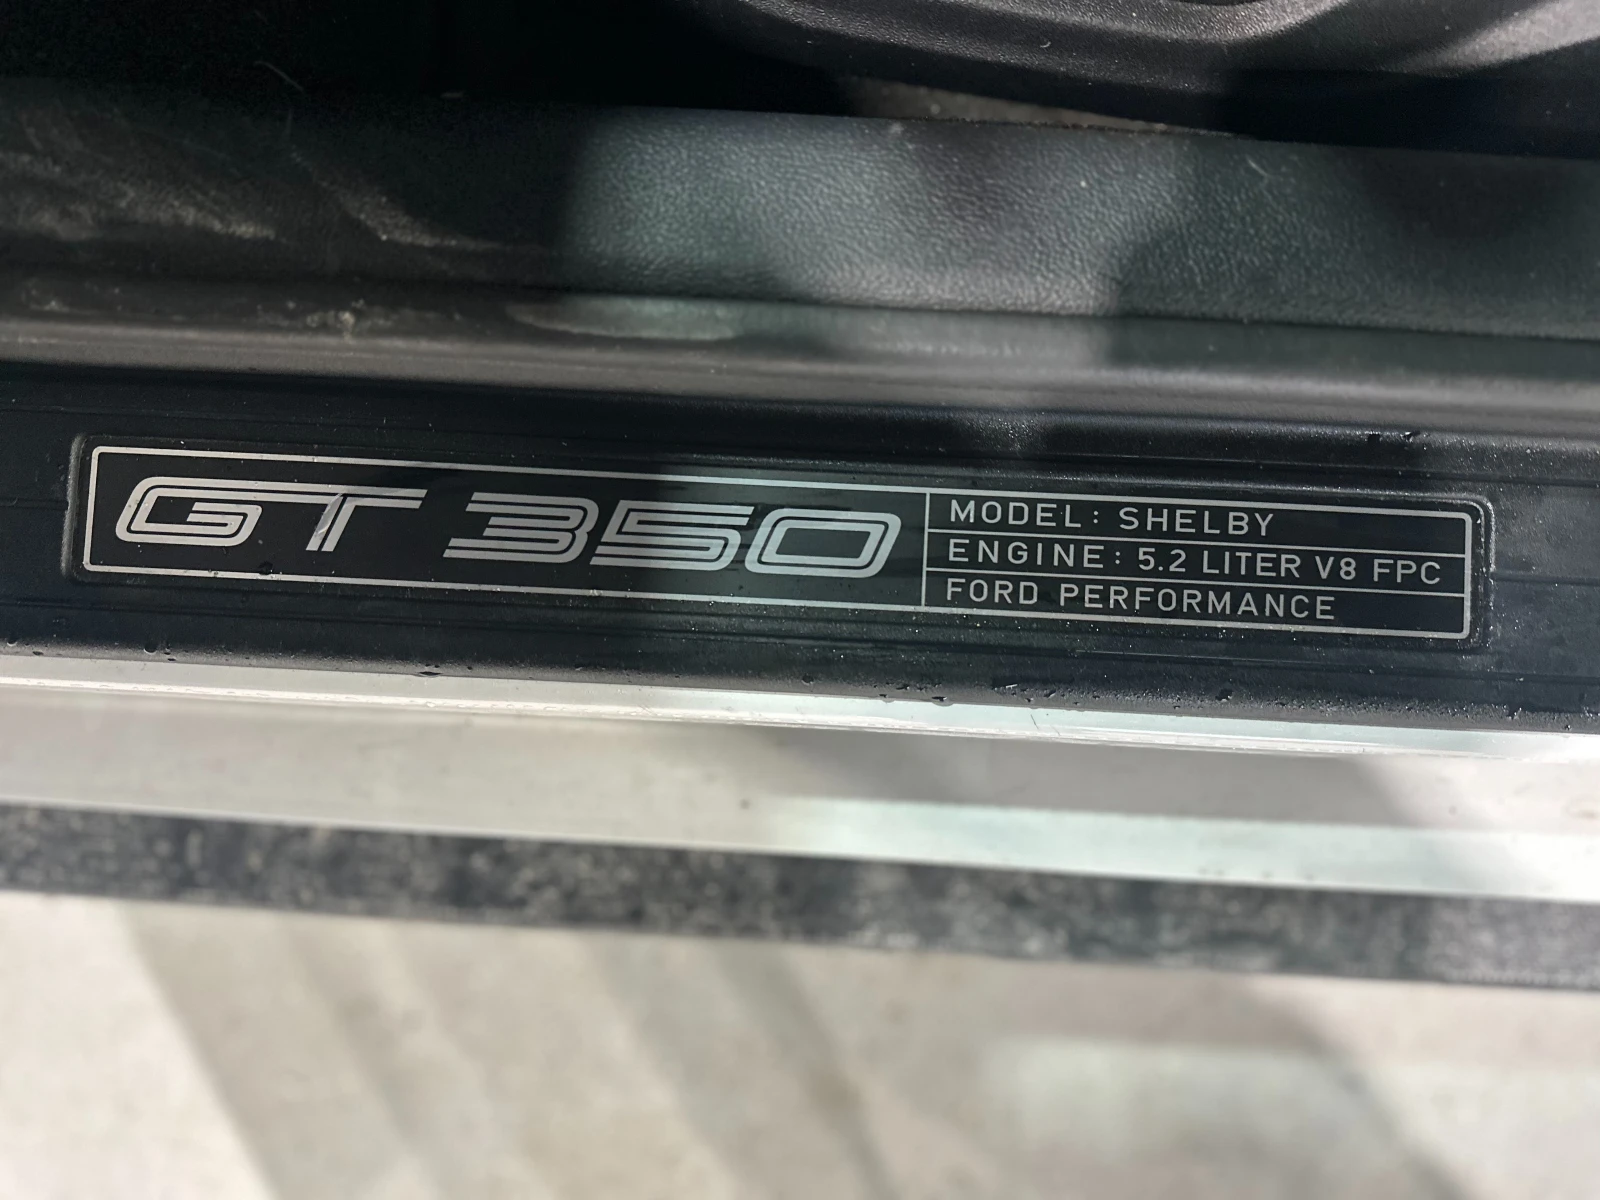 GT 350
MODEL: SHELBY
ENGINE: 5.2 LITER V8 FPC
FORD PERFORMANCE